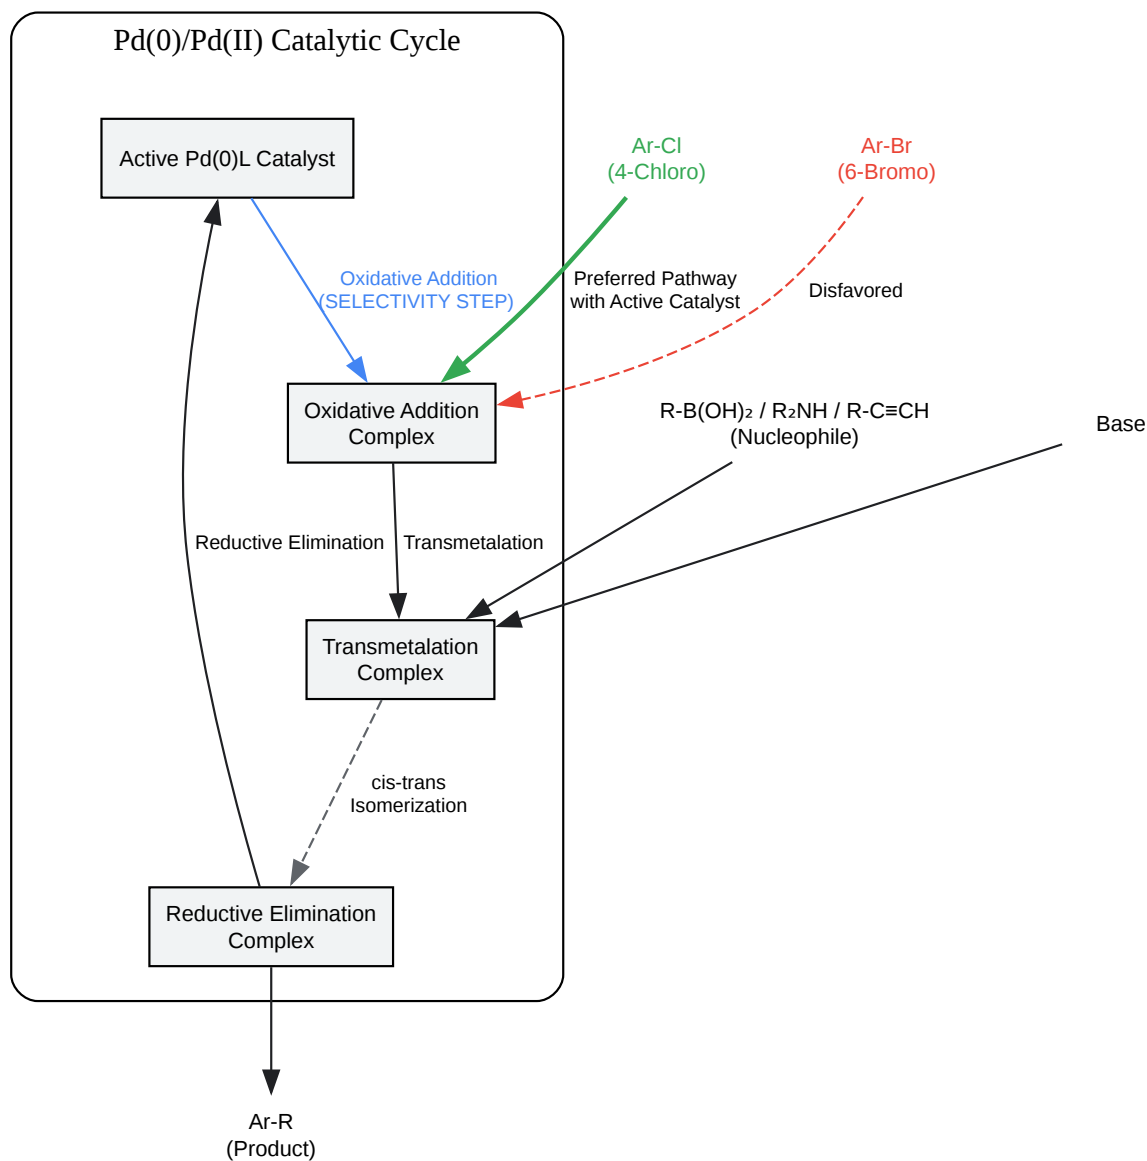 Pd(0)/Pd(II) Catalytic Cycle
Active Pd(0)L Catalyst
Ar-Cl
(4-Chloro)
Ar-Br
(6-Bromo)
Oxidative Addition
(SELECTIVITY STEP)
Preferred Pathway
with Active Catalyst
Disfavored
Oxidative Addition
Complex
R-B(OH)₂ / R₂NH / R-C≡CH
(Nucleophile)
Base
Reductive Elimination
Transmetalation
Transmetalation
Complex
cis-trans
Isomerization
Reductive Elimination
Complex
Ar-R
(Product)